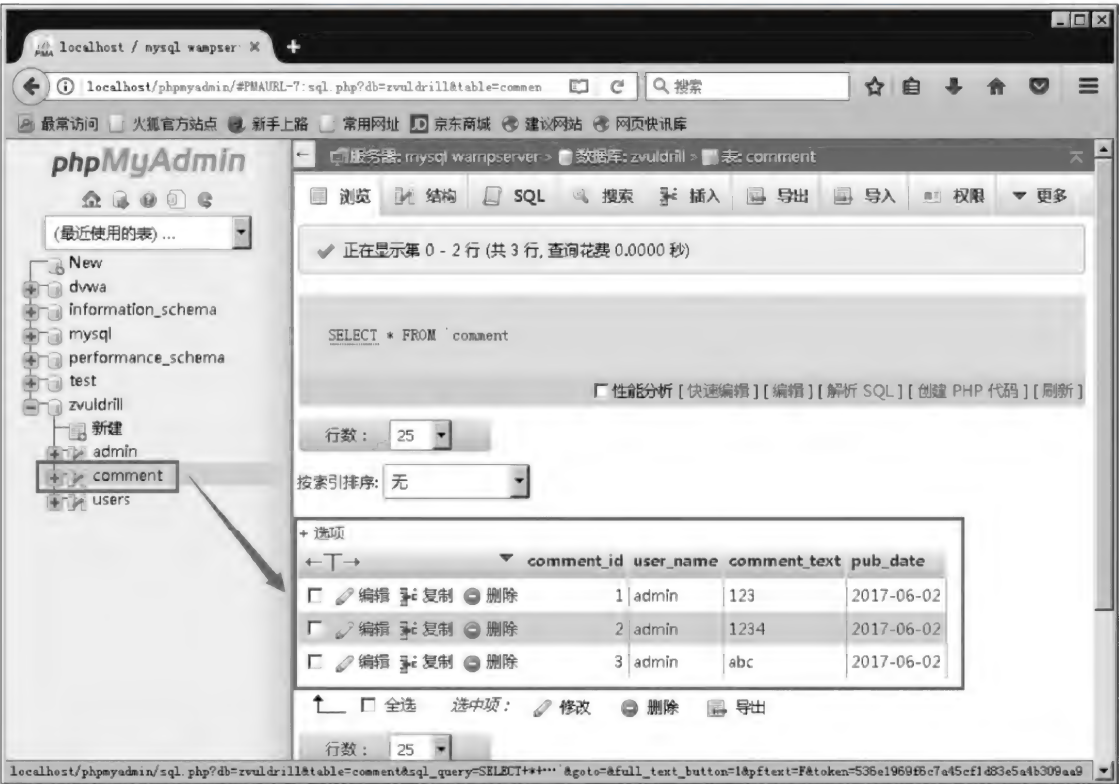 localhost / mysql wampser
localhost/phpmyadmin/#PMAURL-7:sql.php?db=zvuldrill&table=commen
搜索
最常访问 火狐官方站点 新手上路 常用网址 JD 京东商城 建议网站 网页快讯库
phpMyAdmin
(最近使用的表) ...
New
dvwa
information_schema
mysql
performance_schema
test
zvuldrill
新建
admin
comment
users
服务器: mysql wampserver » 数据库: zvuldrill » 表: comment
浏览 结构 SQL 搜索 插入 导出 导入 权限 更多
正在显示第 0 - 2 行 (共 3 行, 查询花费 0.0000 秒)
SELECT * FROM `comment
性能分析 [ 快速编辑 ] [ 编辑 ] [ 解析 SQL ] [ 创建 PHP 代码 ] [ 刷新 ]
行数： 25
按索引排序: 无
+ 选项
←T→ comment_id user_name comment_text pub_date
编辑 复制 删除 1 admin 123 2017-06-02
编辑 复制 删除 2 admin 1234 2017-06-02
编辑 复制 删除 3 admin abc 2017-06-02
全选 选中项： 修改 删除 导出
行数： 25
localhost/phpmyadmin/sql.php?db=zvuldrill&table=comment&sql_query=SELECT+*+…`&goto=&full_text_button=1&pftext=F&token=536e1969f6c7a45cf1d83e5a4b309aa9